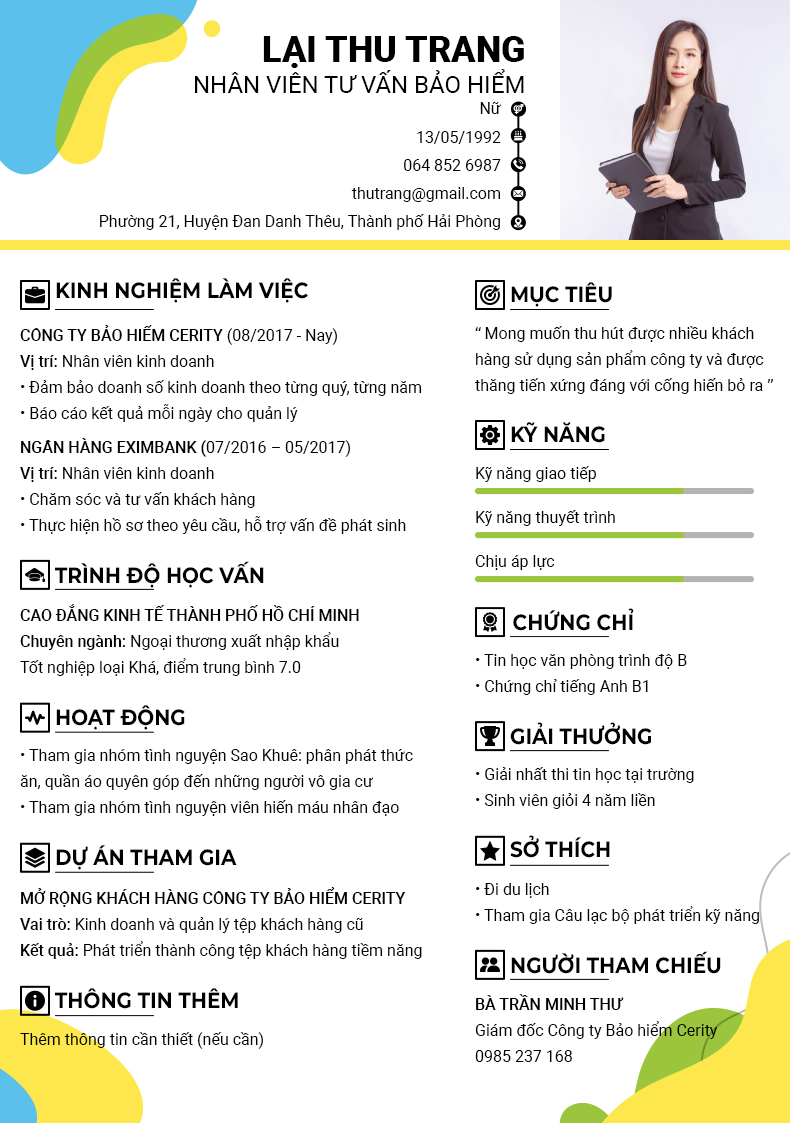 LẠI THU TRANG
NHÂN VIÊN TƯ VẤN BẢO HIỂM
Nữ
13/05/1992
064 852 6987
thutrang@gmail.com
Phường 21, Huyện Đan Danh Thêu, Thành phố Hải Phòng
KINH NGHIỆM LÀM VIỆC
CÔNG TY BẢO HIỂM CERITY (08/2017 - Nay)
Vị trí: Nhân viên kinh doanh
• Đảm bảo doanh số kinh doanh theo từng quý, từng năm
• Báo cáo kết quả mỗi ngày cho quản lý
NGÂN HÀNG EXIMBANK (07/2016 – 05/2017)
Vị trí: Nhân viên kinh doanh
• Chăm sóc và tư vấn khách hàng
• Thực hiện hồ sơ theo yêu cầu, hỗ trợ vấn đề phát sinh
TRÌNH ĐỘ HỌC VẤN
CAO ĐẲNG KINH TẾ THÀNH PHỐ HỒ CHÍ MINH
Chuyên ngành: Ngoại thương xuất nhập khẩu
Tốt nghiệp loại Khá, điểm trung bình 7.0
HOẠT ĐỘNG
• Tham gia nhóm tình nguyện Sao Khuê: phân phát thức
ăn, quần áo quyên góp đến những người vô gia cư
• Tham gia nhóm tình nguyện viên hiến máu nhân đạo
DỰ ÁN THAM GIA
MỞ RỘNG KHÁCH HÀNG CÔNG TY BẢO HIỂM CERITY
Vai trò: Kinh doanh và quản lý tệp khách hàng cũ
Kết quả: Phát triển thành công tệp khách hàng tiềm năng
THÔNG TIN THÊM
Thêm thông tin cần thiết (nếu cần)
MỤC TIÊU
“ Mong muốn thu hút được nhiều khách
hàng sử dụng sản phẩm công ty và được
thăng tiến xứng đáng với cống hiến bỏ ra ”
KỸ NĂNG
Kỹ năng giao tiếp
Kỹ năng thuyết trình
Chịu áp lực
CHỨNG CHỈ
• Tin học văn phòng trình độ B
• Chứng chỉ tiếng Anh B1
GIẢI THƯỞNG
• Giải nhất thi tin học tại trường
• Sinh viên giỏi 4 năm liền
SỞ THÍCH
• Đi du lịch
• Tham gia Câu lạc bộ phát triển kỹ năng
NGƯỜI THAM CHIẾU
BÀ TRẦN MINH THƯ
Giám đốc Công ty Bảo hiểm Cerity
0985 237 168